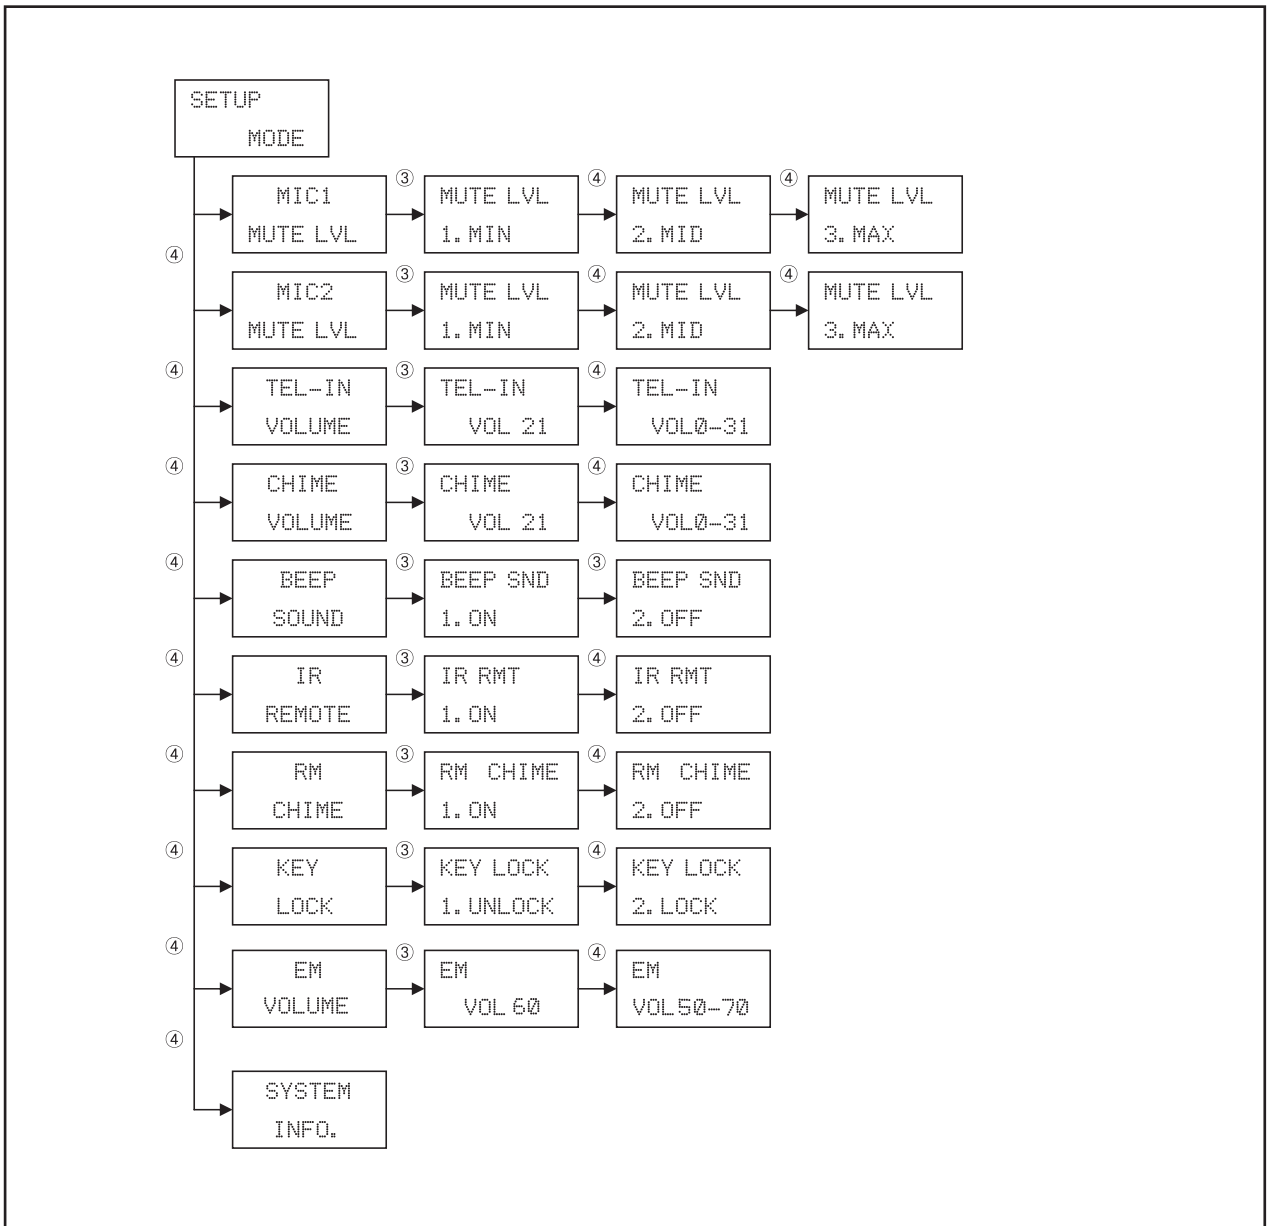 SETUP
MODE
③ ④ ④
MIC1 MUTE LVL MUTE LVL MUTE LVL
MUTE LVL 1. MIN 2. MID 3. MAX
④
③ ④ ④
MIC2 MUTE LVL MUTE LVL MUTE LVL
MUTE LVL 1. MIN 2. MID 3. MAX
④ ③ ④
TEL-IN TEL-IN TEL-IN
VOLUME VOL 21 VOL0-31
④ ③ ④
CHIME CHIME CHIME
VOLUME VOL 21 VOL0-31
④ ③ ③
BEEP BEEP SND BEEP SND
SOUND 1. ON 2. OFF
④ ③ ④
IR IR RMT IR RMT
REMOTE 1. ON 2. OFF
④ ③ ④
RM RM CHIME RM CHIME
CHIME 1. ON 2. OFF
④ ③ ④
KEY KEY LOCK KEY LOCK
LOCK 1. UNLOCK 2. LOCK
④ ③ ④
EM EM EM
VOLUME VOL 60 VOL50-70
④
SYSTEM
INFO.